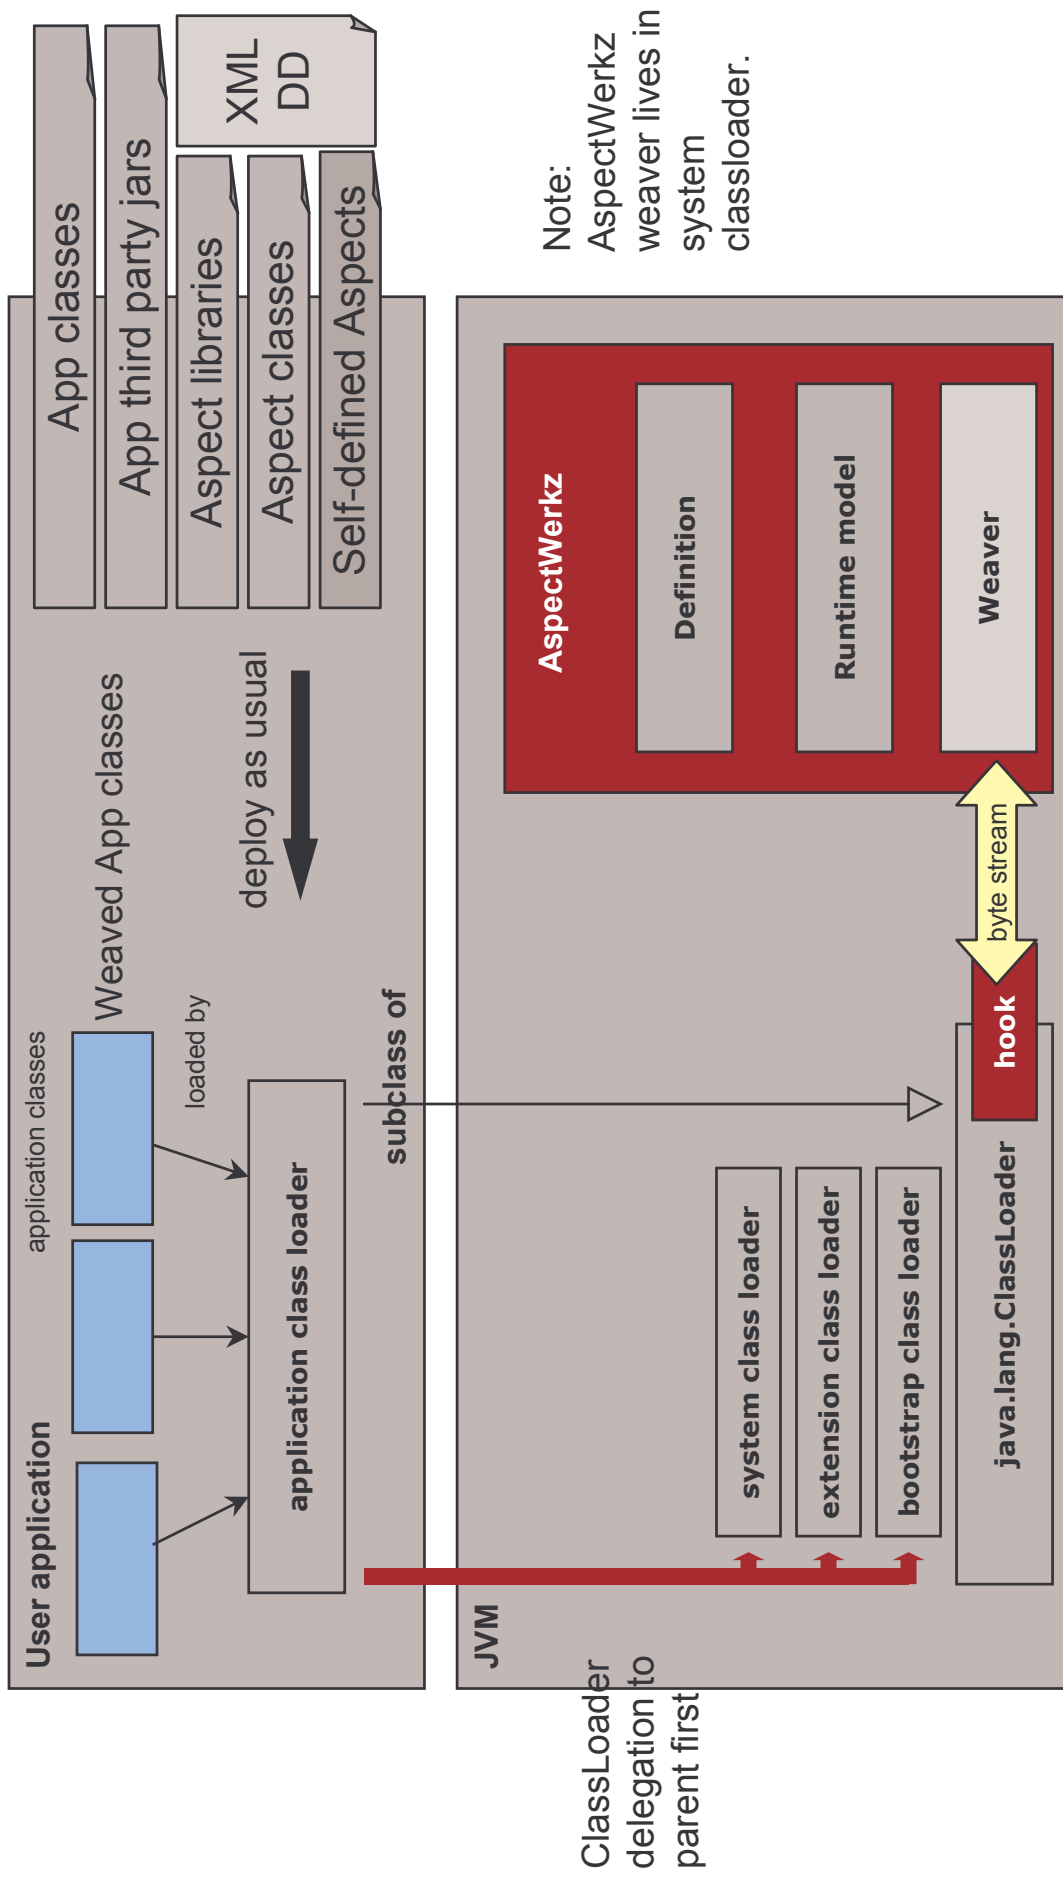 User application
application classes
Weaved App classes
loaded by
application class loader
deploy as usual
subclass of
App classes
App third party jars
Aspect libraries
Aspect classes
Self-defined Aspects
XML
DD
JVM
ClassLoader
delegation to
parent first
system class loader
extension class loader
bootstrap class loader
java.lang.ClassLoader
hook
byte stream
AspectWerkz
Definition
Runtime model
Weaver
Note:
AspectWerkz
weaver lives in
system
classloader.